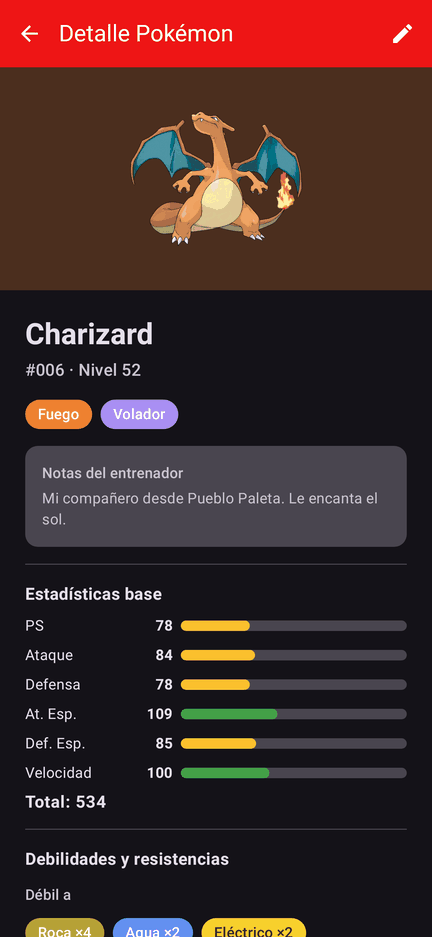 Detalle Pokémon
Charizard
#006 · Nivel 52
Fuego Volador
Notas del entrenador
Mi compañero desde Pueblo Paleta. Le encanta el
sol.
Estadísticas base
PS 78
Ataque 84
Defensa 78
At. Esp. 109
Def. Esp. 85
Velocidad 100
Total: 534
Debilidades y resistencias
Débil a
Roca ×4 Agua ×2 Eléctrico ×2